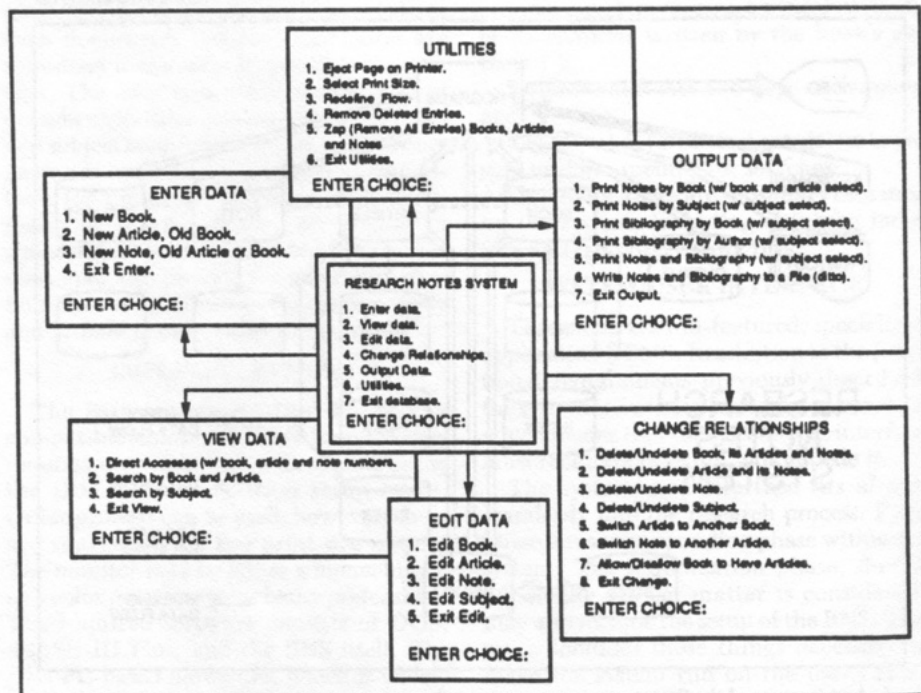 UTILITIES
1. Eject Page on Printer.
2. Select Print Size.
3. Redefine Flow.
4. Remove Deleted Entries.
5. Zap (Remove All Entries) Books, Articles
and Notes
6. Exit Utilities.
ENTER CHOICE:
ENTER DATA
1. New Book.
2. New Article, Old Book.
3. New Note, Old Article or Book.
4. Exit Enter.
ENTER CHOICE:
OUTPUT DATA
1. Print Notes by Book (w/ book and article select).
2. Print Notes by Subject (w/ subject select).
3. Print Bibliography by Book (w/ subject select).
4. Print Bibliography by Author (w/ subject select).
5. Print Notes and Bibliography (w/ subject select).
6. Write Notes and Bibliography to a File (ditto).
7. Exit Output.
ENTER CHOICE:
RESEARCH NOTES SYSTEM
1. Enter data.
2. View data.
3. Edit data.
4. Change Relationships.
5. Output Data.
6. Utilities.
7. Exit database.
ENTER CHOICE:
VIEW DATA
1. Direct Accesses (w/ book, article and note numbers.
2. Search by Book and Article.
3. Search by Subject.
4. Exit View.
ENTER CHOICE:
EDIT DATA
1. Edit Book.
2. Edit Article.
3. Edit Note.
4. Edit Subject.
5. Exit Edit.
ENTER CHOICE:
CHANGE RELATIONSHIPS
1. Delete/Undelete Book, Its Articles and Notes.
2. Delete/Undelete Article and Its Notes.
3. Delete/Undelete Note.
4. Delete/Undelete Subject.
5. Switch Article to Another Book.
6. Switch Note to Another Article.
7. Allow/Disallow Book to Have Articles.
8. Exit Change.
ENTER CHOICE: